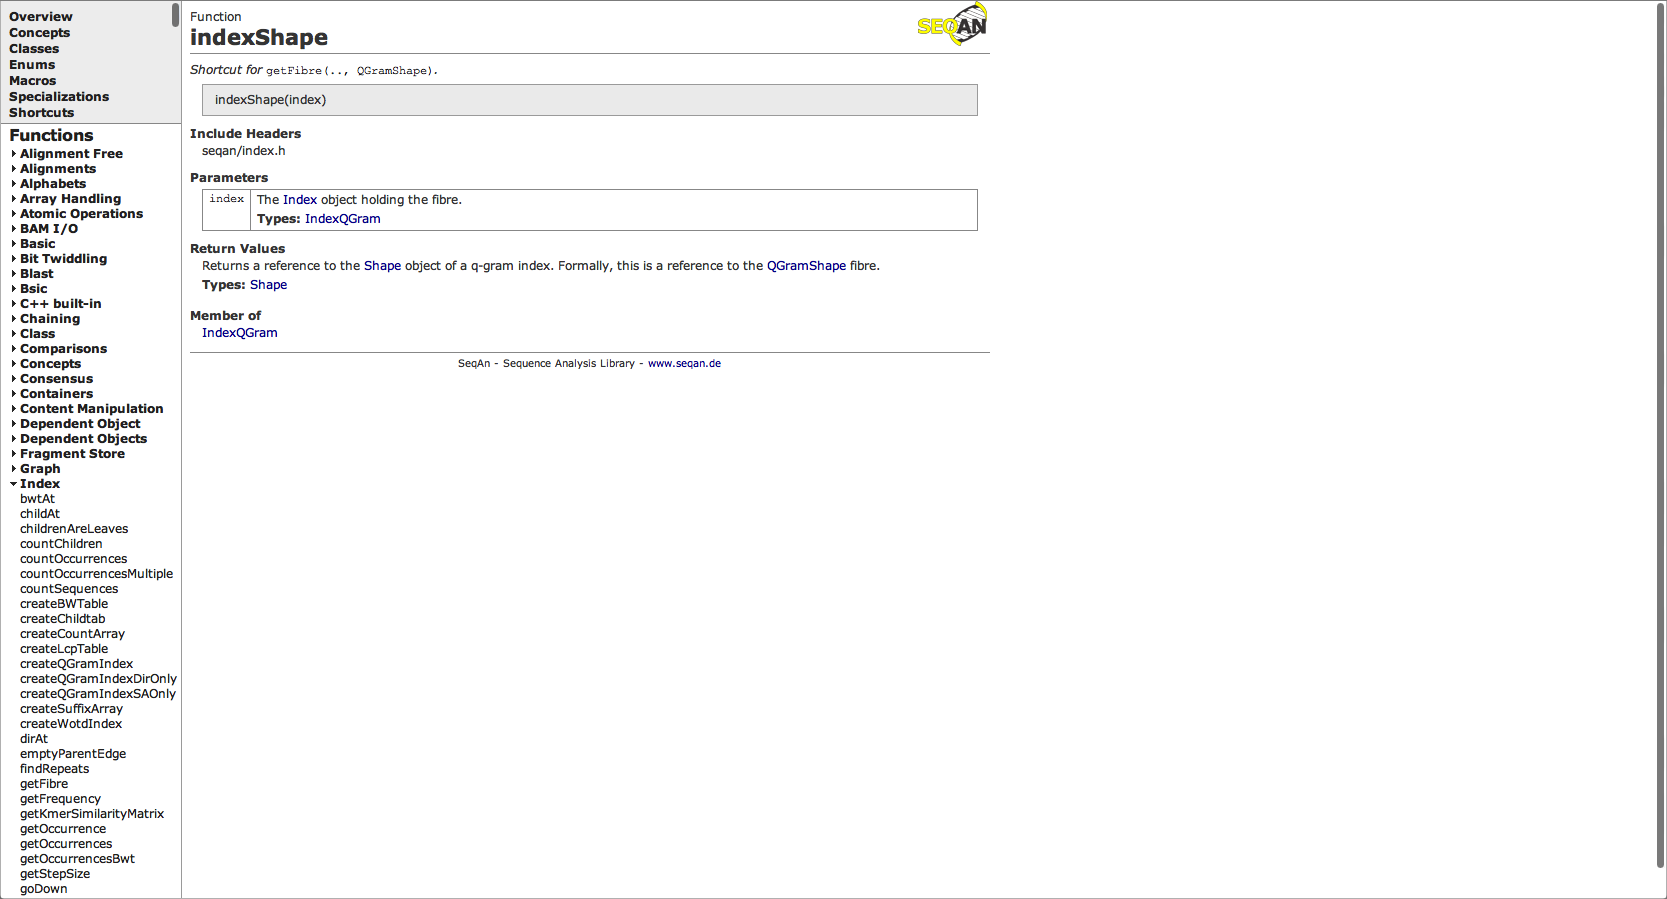 Overview
Concepts
Classes
Enums
Macros
Specializations
Shortcuts
Functions
Alignment Free
Alignments
Alphabets
Array Handling
Atomic Operations
BAM I/O
Basic
Bit Twiddling
Blast
Bsic
C++ built-in
Chaining
Class
Comparisons
Concepts
Consensus
Containers
Content Manipulation
Dependent Object
Dependent Objects
Fragment Store
Graph
Index
bwtAt
childAt
childrenAreLeaves
countChildren
countOccurrences
countOccurrencesMultiple
countSequences
createBWTable
createChildtab
createCountArray
createLcpTable
createQGramIndex
createQGramIndexDirOnly
createQGramIndexSAOnly
createSuffixArray
createWotdIndex
dirAt
emptyParentEdge
findRepeats
getFibre
getFrequency
getKmerSimilarityMatrix
getOccurrence
getOccurrences
getOccurrencesBwt
getStepSize
goDown
Function
SEQAN
indexShape
Shortcut for getFibre(.., QGramShape).
indexShape(index)
Include Headers
seqan/index.h
Parameters
index The Index object holding the fibre.
Types: IndexQGram
Return Values
Returns a reference to the Shape object of a q-gram index. Formally, this is a reference to the QGramShape fibre.
Types: Shape
Member of
IndexQGram
SeqAn - Sequence Analysis Library - www.seqan.de